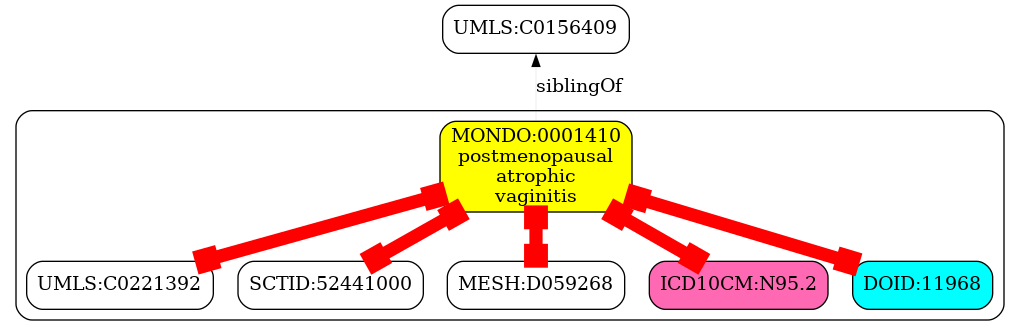 UMLS:C0156409
siblingOf
MONDO:0001410
postmenopausal
atrophic
vaginitis
UMLS:C0221392
SCTID:52441000
MESH:D059268
ICD10CM:N95.2
DOID:11968